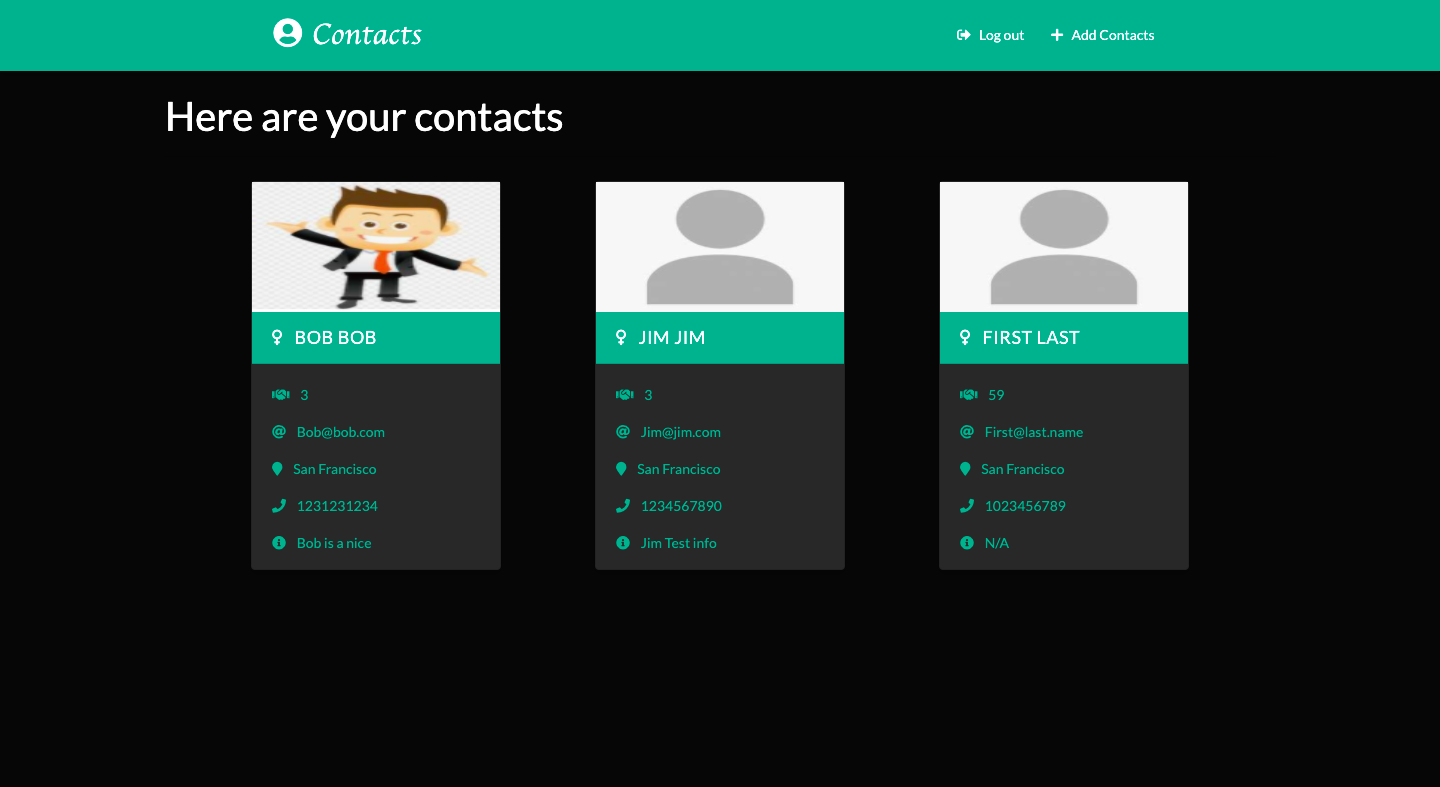 Contacts
Log out
Add Contacts
Here are your contacts
BOB BOB
3
Bob@bob.com
San Francisco
1231231234
Bob is a nice
JIM JIM
3
Jim@jim.com
San Francisco
1234567890
Jim Test info
FIRST LAST
59
First@last.name
San Francisco
1023456789
N/A